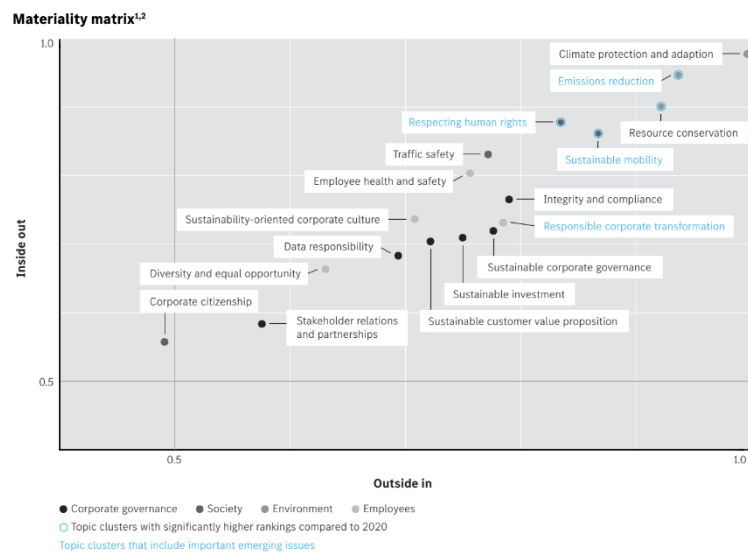 Materiality matrix1,2
1.0
Climate protection and adaption
Emissions reduction
Respecting human rights
Resource conservation
Traffic safety
Sustainable mobility
Employee health and safety
Integrity and compliance
Sustainability-oriented corporate culture
Responsible corporate transformation
Data responsibility
Sustainable corporate governance
Diversity and equal opportunity
Sustainable investment
Corporate citizenship
Stakeholder relations
and partnerships
Sustainable customer value proposition
Inside out
0.5
0.5
1.0
Outside in
Corporate governance Society Environment Employees
Topic clusters with significantly higher rankings compared to 2020
Topic clusters that include important emerging issues